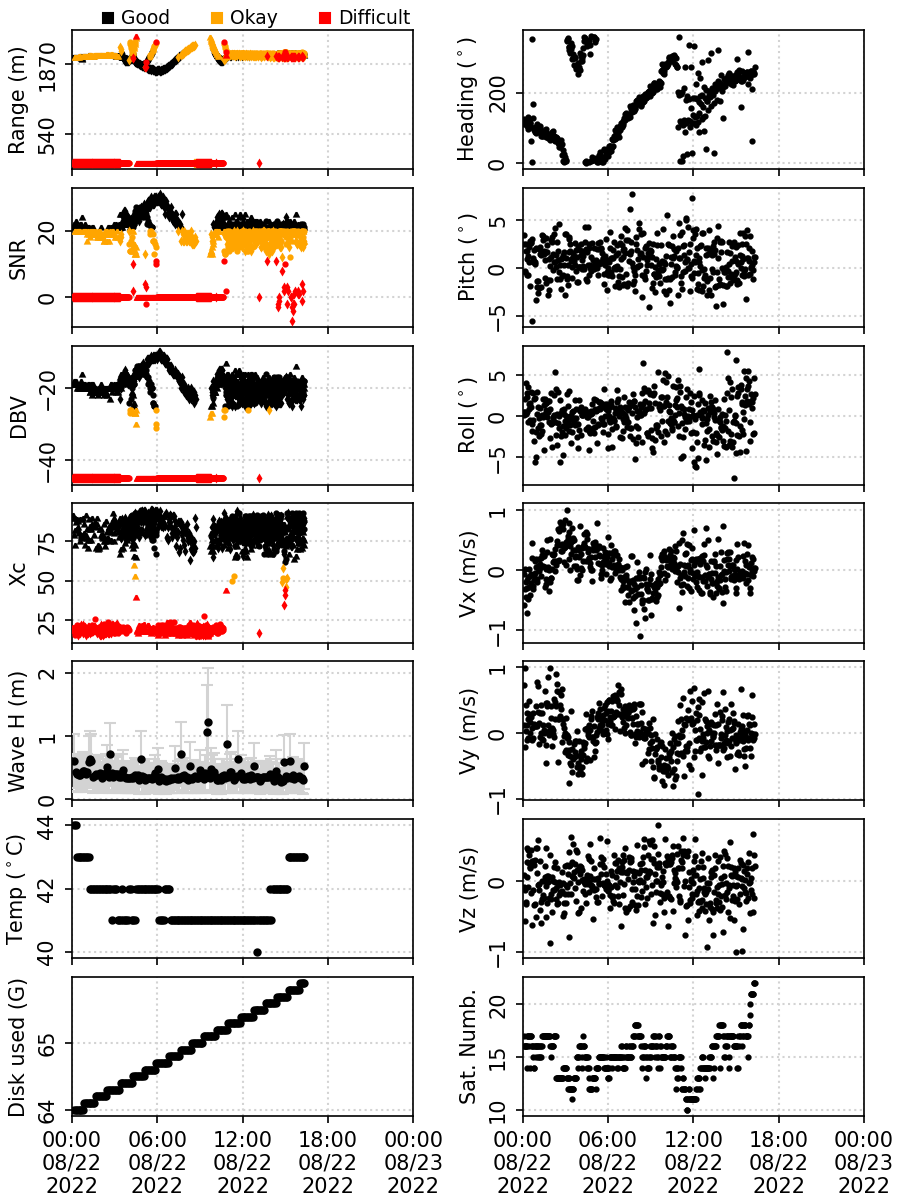 Good Okay Difficult
Range (m)
1870
540
Heading (°)
200
0
SNR
20
0
Pitch (°)
5
0
−5
DBV
−20
−40
Roll (°)
5
0
−5
Xc
75
50
25
Vx (m/s)
1
0
−1
Wave H (m)
2
1
0
Vy (m/s)
1
0
−1
Temp (°C)
44
42
40
Vz (m/s)
0
−1
Disk used (G)
65
64
Sat. Numb.
20
15
10
00:00 06:00 12:00 18:00 00:00
08/22 08/22 08/22 08/22 08/23
2022 2022 2022 2022 2022
00:00 06:00 12:00 18:00 00:00
08/22 08/22 08/22 08/22 08/23
2022 2022 2022 2022 2022